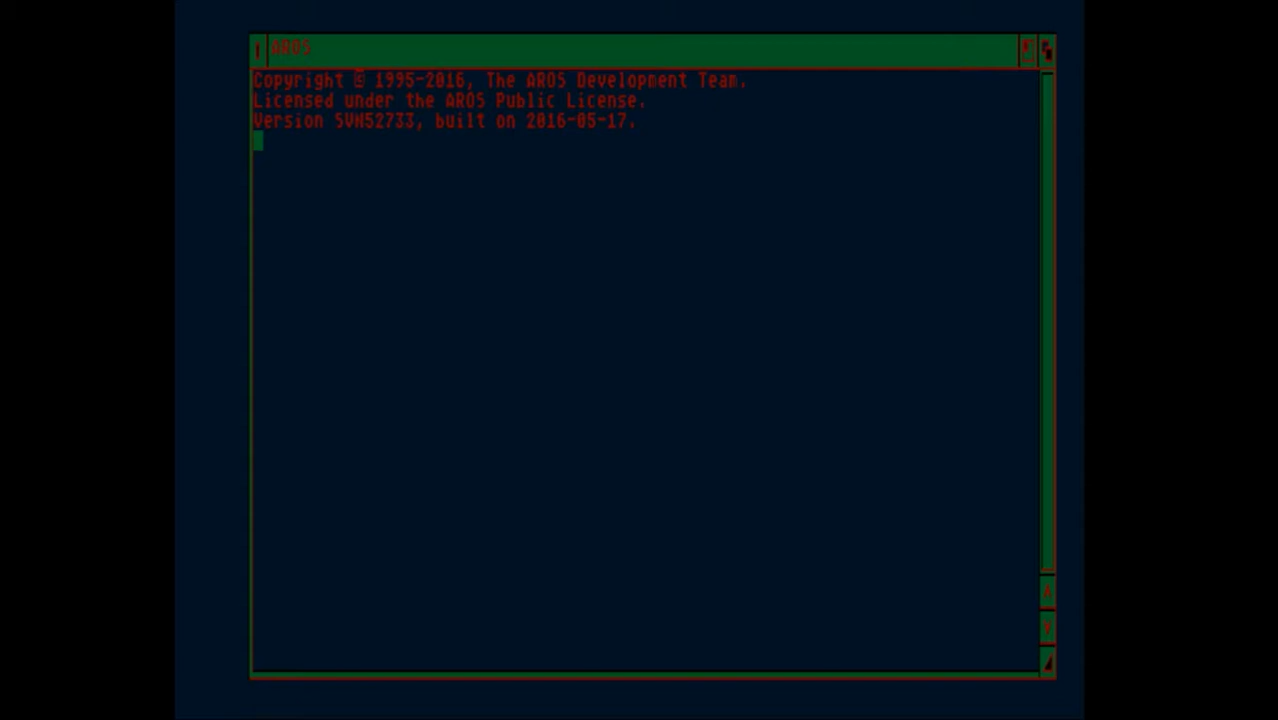 AROS
Copyright © 1995-2016, The AROS Development Team.
Licensed under the AROS Public License.
Version SVN52733, built on 2016-05-17.